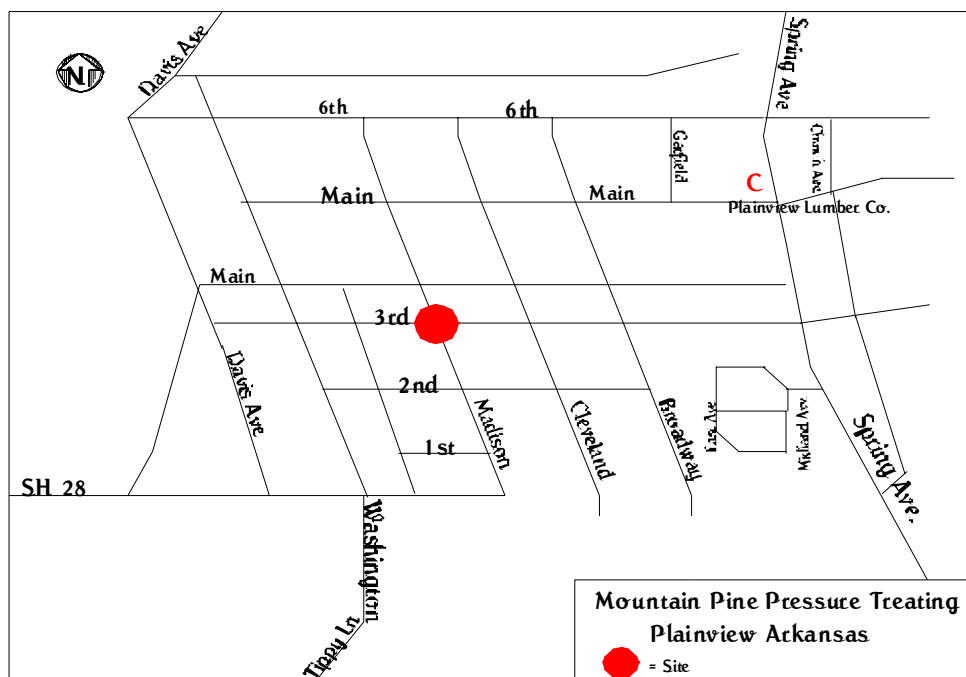 Davis Ave
Spring Ave
N
6th
6th
Garfield
Main
Main
C
Plainview Lumber Co.
Main
3rd
Davis Ave
2nd
Madison
Cleveland
Broadway
1st
Spring Ave.
SH 28
Washington
Tippy Ln
Mountain Pine Pressure Treating
Plainview Arkansas
= Site